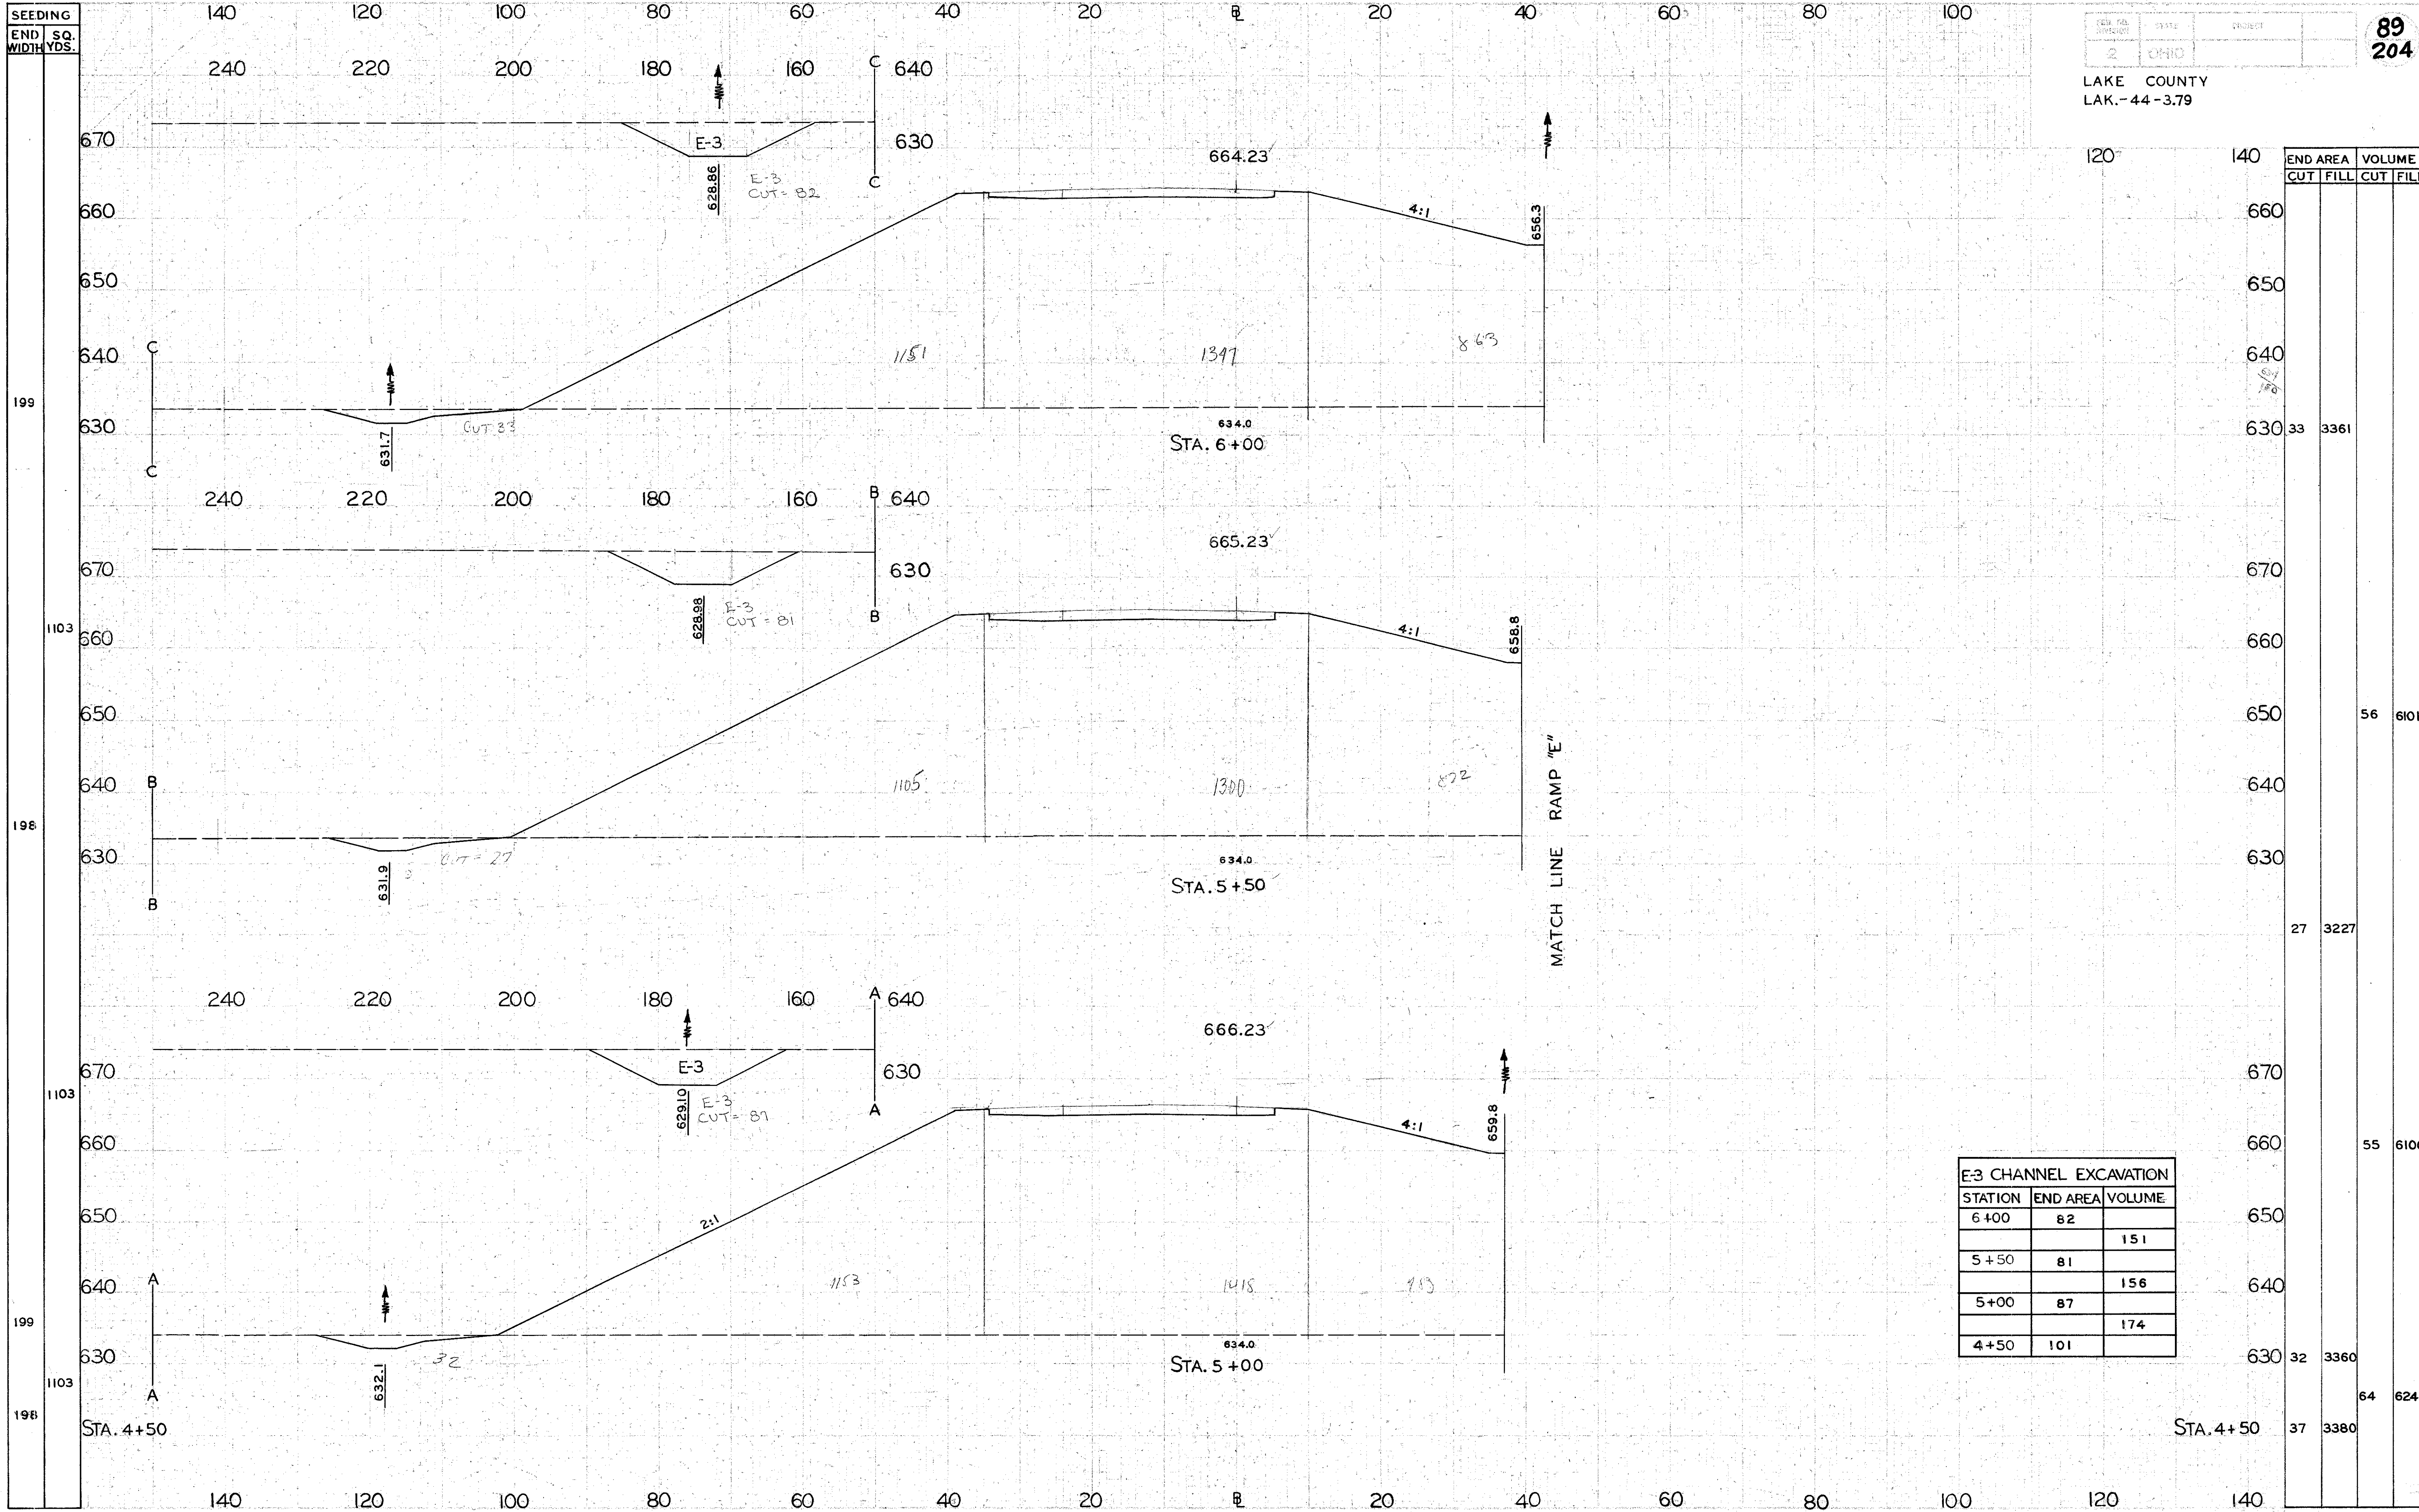 SEEDING
END WIDTH SQ. YDS.
140 120 100 80 60 40 20 ℄ 20 40 60 80 100
2 OHIO
89
204
LAKE COUNTY
LAK.-44-3.79
120 140
END AREA VOLUME
CUT FILL CUT FILL
240 220 200 180 160 C 640
670 E-3 630
628.86 E-3
CUT = 82
C
664.23
660 4:1 656.3 660
650 650
C 640 1151 1347 863 640
199
630 631.7 CUT 33 634.0 630 33 3361
C
STA. 6+00
240 220 200 180 160 B 640
665.23
670 630 670
628.98 E-3
CUT = 81
B
1103 660 4:1 658.8 660
650 650 56 6101
MATCH LINE RAMP "E"
B 640 1105 1300 822 640
198
630 631.9 CUT = 27 634.0 630
B
STA. 5+50
27 3227
240 220 200 180 160 A 640
666.23
670 E-3 630 670
629.10 E-3
CUT = 87
A
1103
660 4:1 659.8 660
55
650 2:1 650
A 640 1153 1418 640
199
630 632.1 32 634.0 630 32 3360
1103
A
STA. 5+00
64
198
STA. 4+50 STA. 4+50 37 3380
E-3 CHANNEL EXCAVATION
STATION END AREA VOLUME
6+00 82
151
5+50 81
156
5+00 87
174
4+50 101
140 120 100 80 60 40 20 ℄ 20 40 60 80 100 120 140